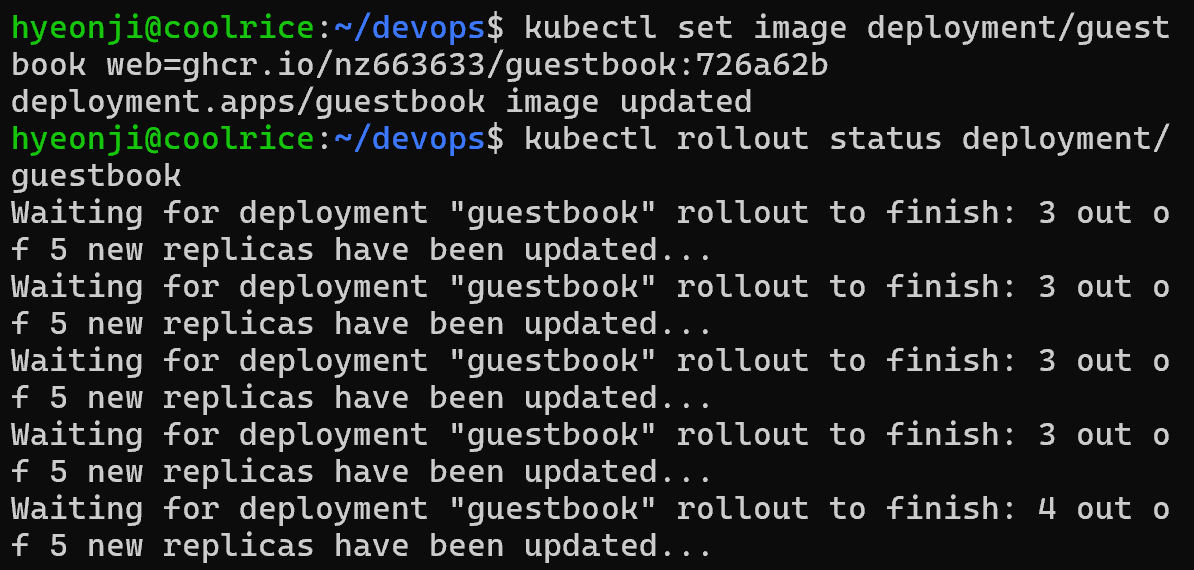 hyeonji@coolrice:~/devops$ kubectl set image deployment/guest
book web=ghcr.io/nz663633/guestbook:726a62b
deployment.apps/guestbook image updated
hyeonji@coolrice:~/devops$ kubectl rollout status deployment/
guestbook
Waiting for deployment "guestbook" rollout to finish: 3 out o
f 5 new replicas have been updated...
Waiting for deployment "guestbook" rollout to finish: 3 out o
f 5 new replicas have been updated...
Waiting for deployment "guestbook" rollout to finish: 3 out o
f 5 new replicas have been updated...
Waiting for deployment "guestbook" rollout to finish: 3 out o
f 5 new replicas have been updated...
Waiting for deployment "guestbook" rollout to finish: 4 out o
f 5 new replicas have been updated...